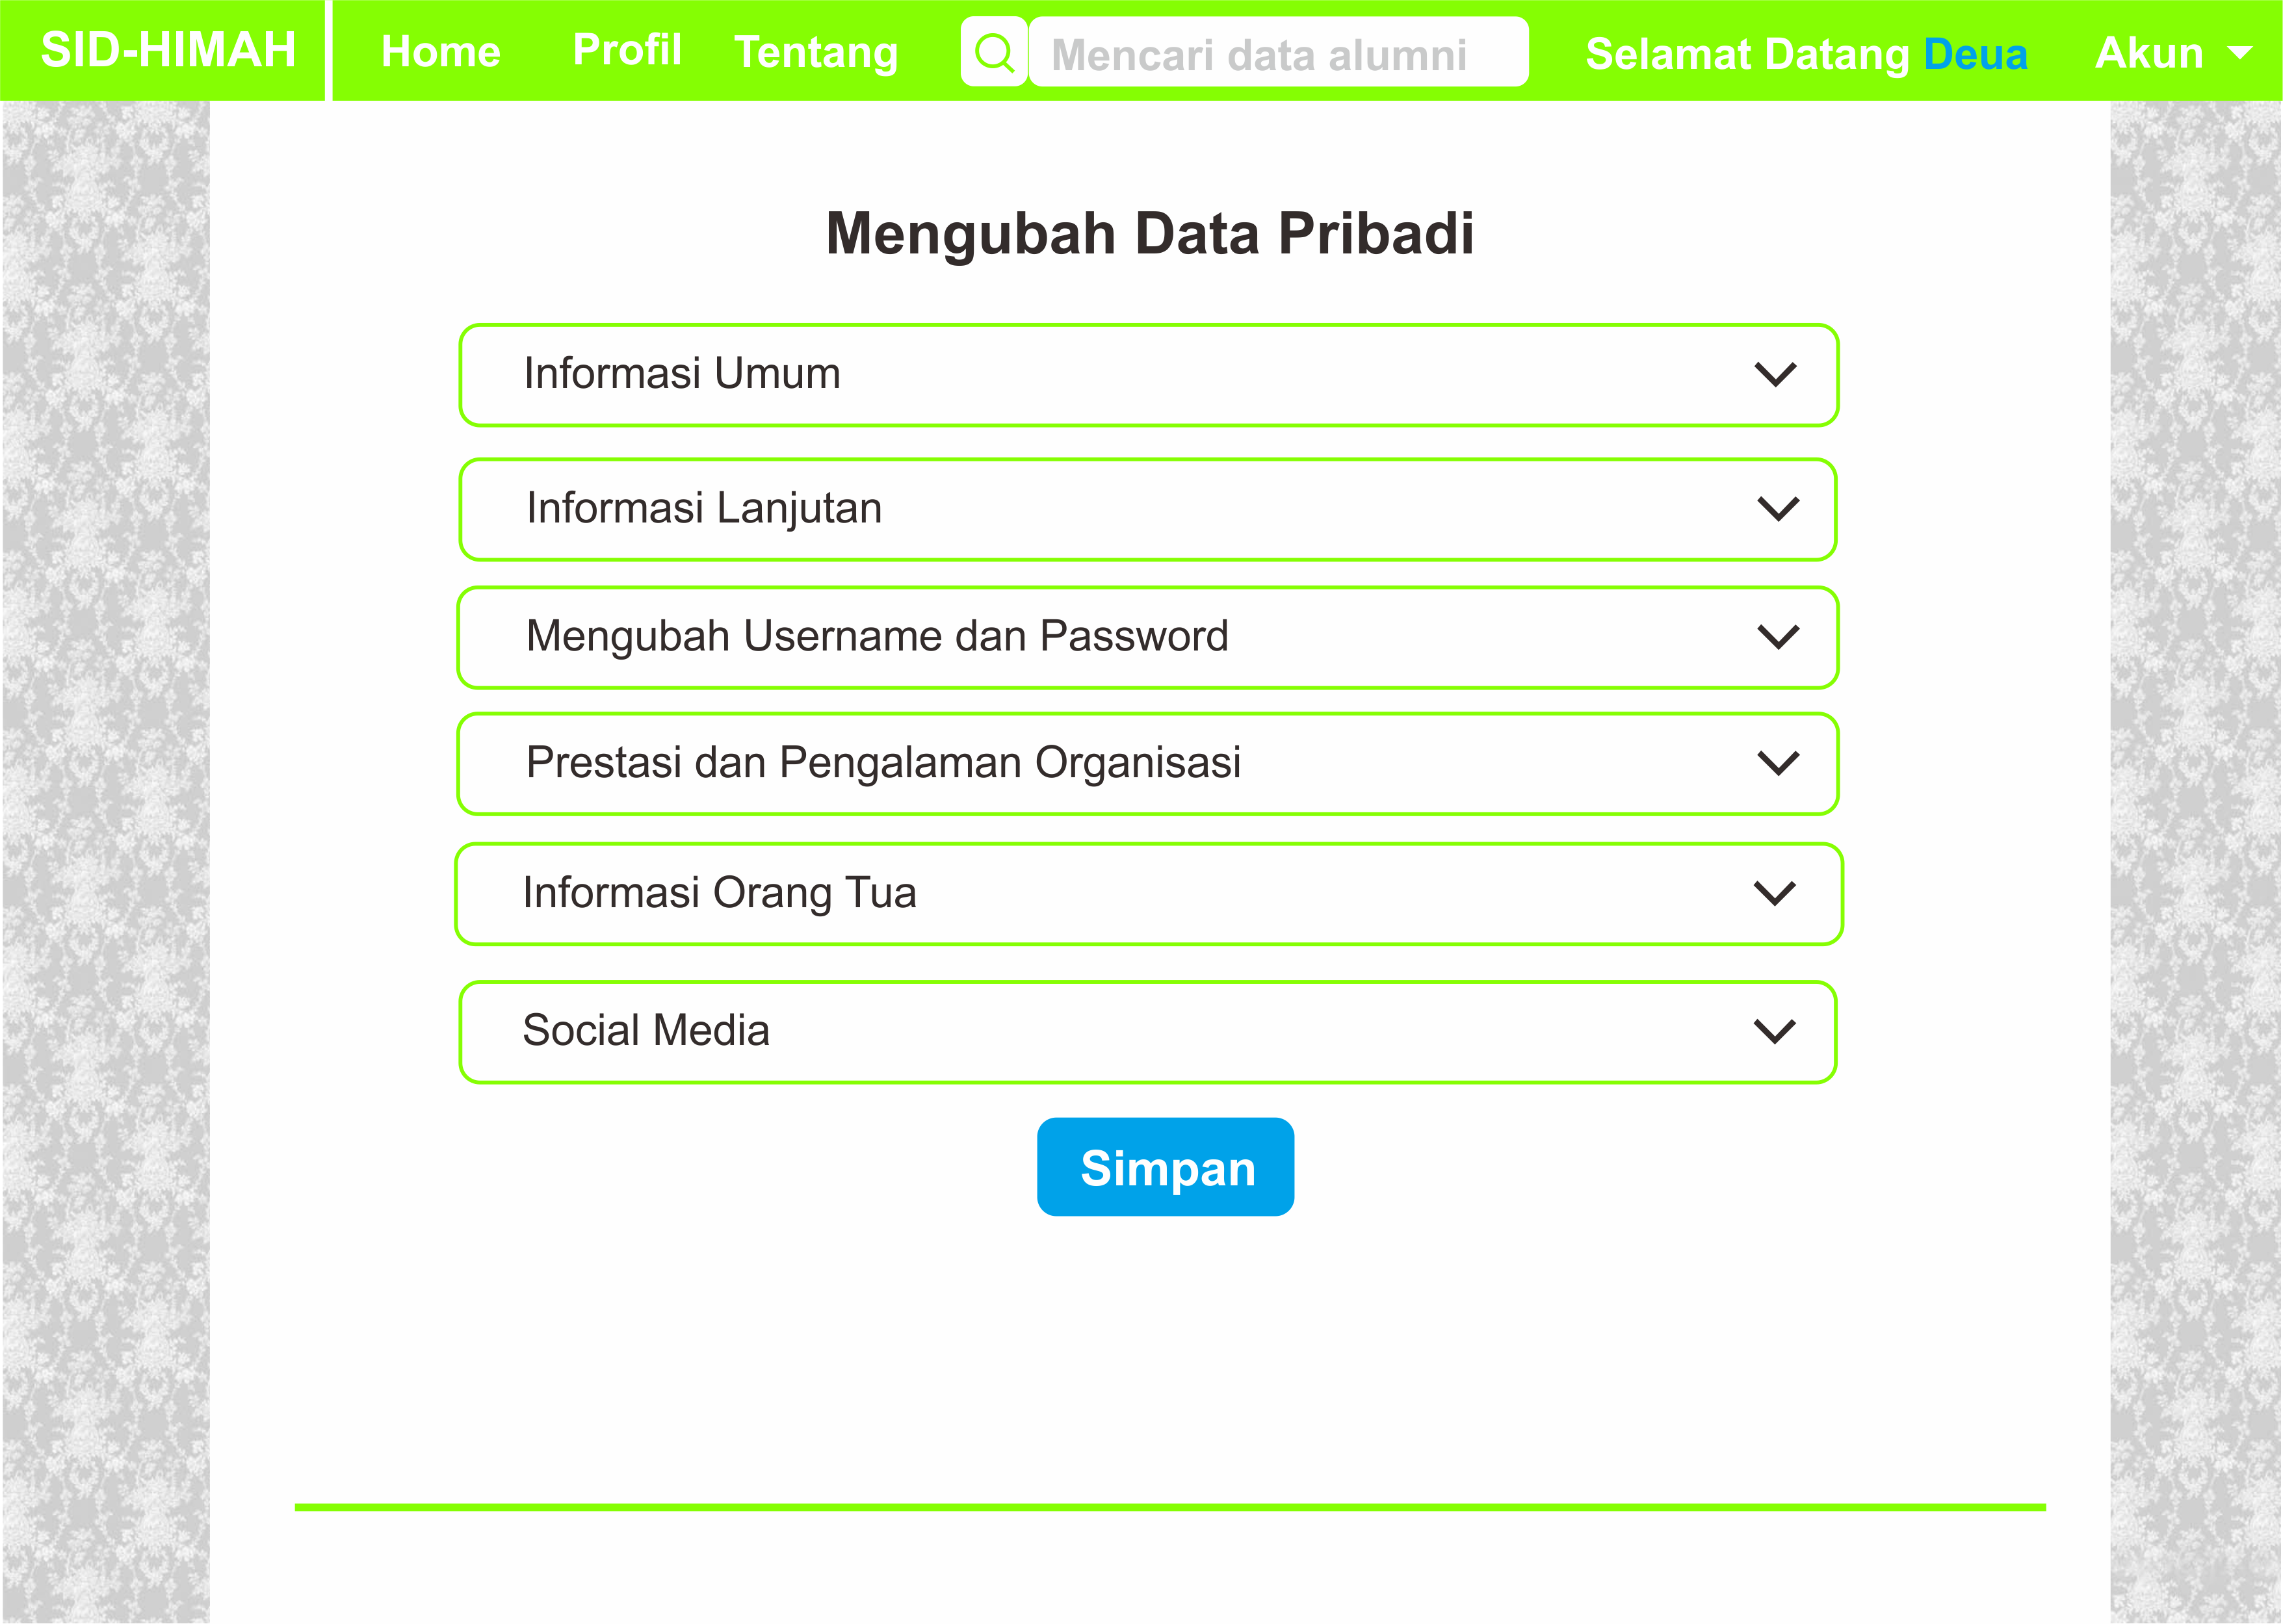 SID-HIMAH Home Profil Tentang Mencari data alumni Selamat Datang Deua Akun
Mengubah Data Pribadi
Informasi Umum
Informasi Lanjutan
Mengubah Username dan Password
Prestasi dan Pengalaman Organisasi
Informasi Orang Tua
Social Media
Simpan